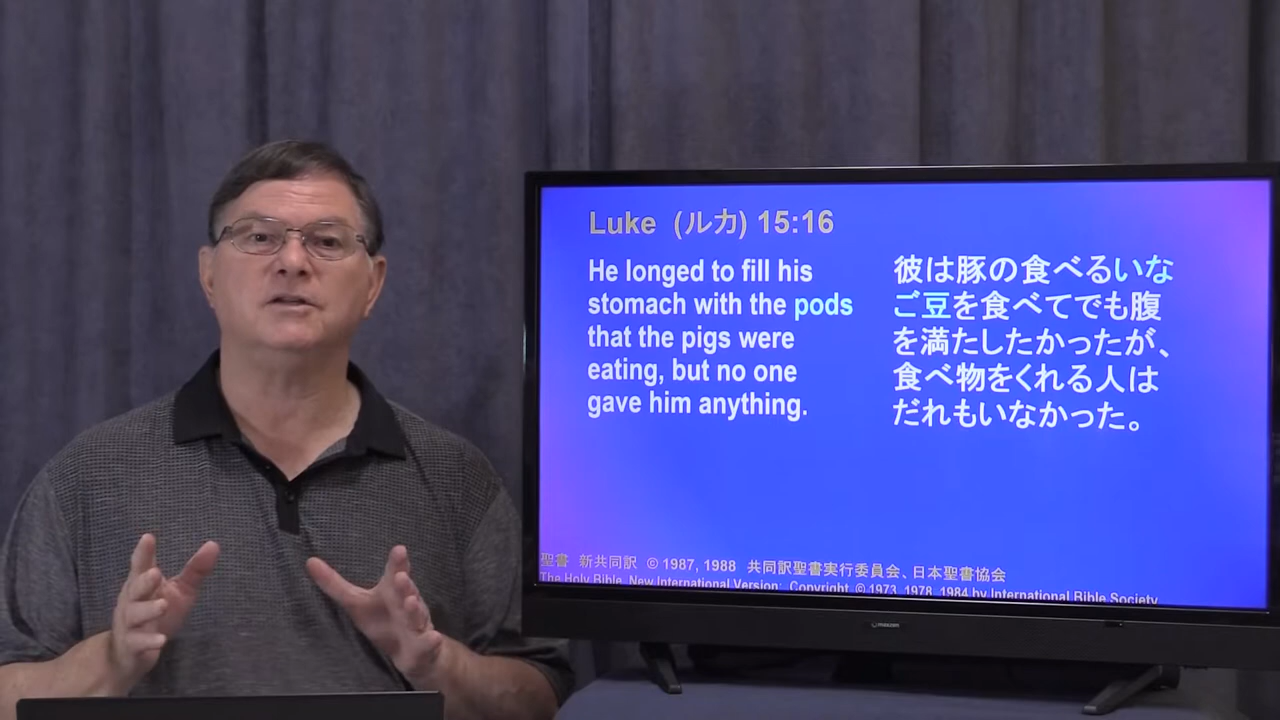 Luke (ルカ) 15:16
He longed to fill his
stomach with the pods
that the pigs were
eating, but no one
gave him anything.
彼は豚の食べるいな
ご豆を食べてでも腹
を満たしたかったが、
食べ物をくれる人は
だれもいなかった。
聖書 新共同訳 © 1987, 1988 共同訳聖書実行委員会、日本聖書協会
The Holy Bible, New International Version; Copyright © 1973, 1978, 1984 by International Bible Society